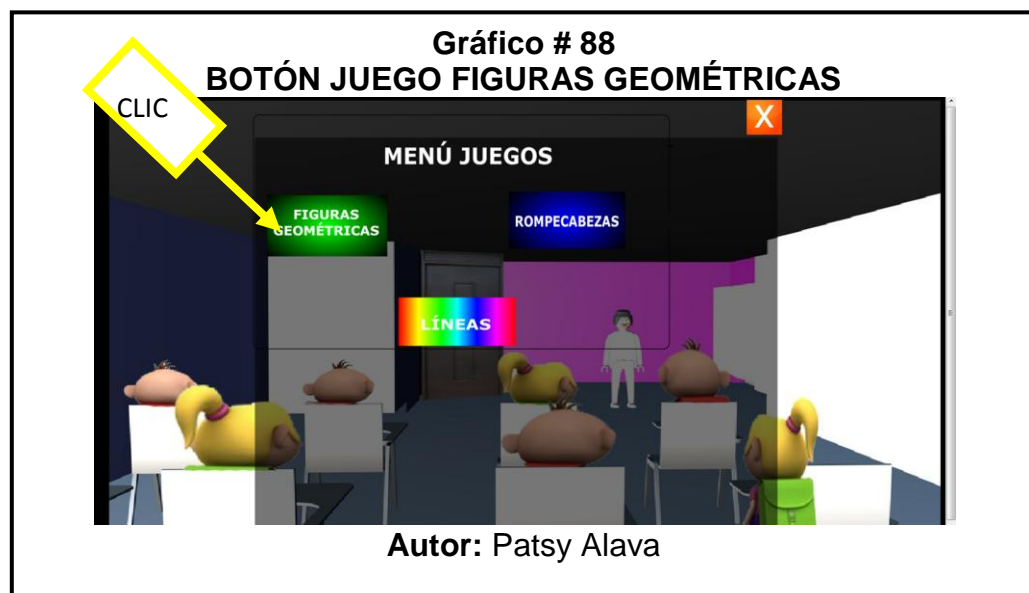 Gráfico # 88
BOTÓN JUEGO FIGURAS GEOMÉTRICAS
CLIC
X
MENÚ JUEGOS
FIGURAS
GEOMÉTRICAS
ROMPECABEZAS
LÍNEAS
Autor: Patsy Alava